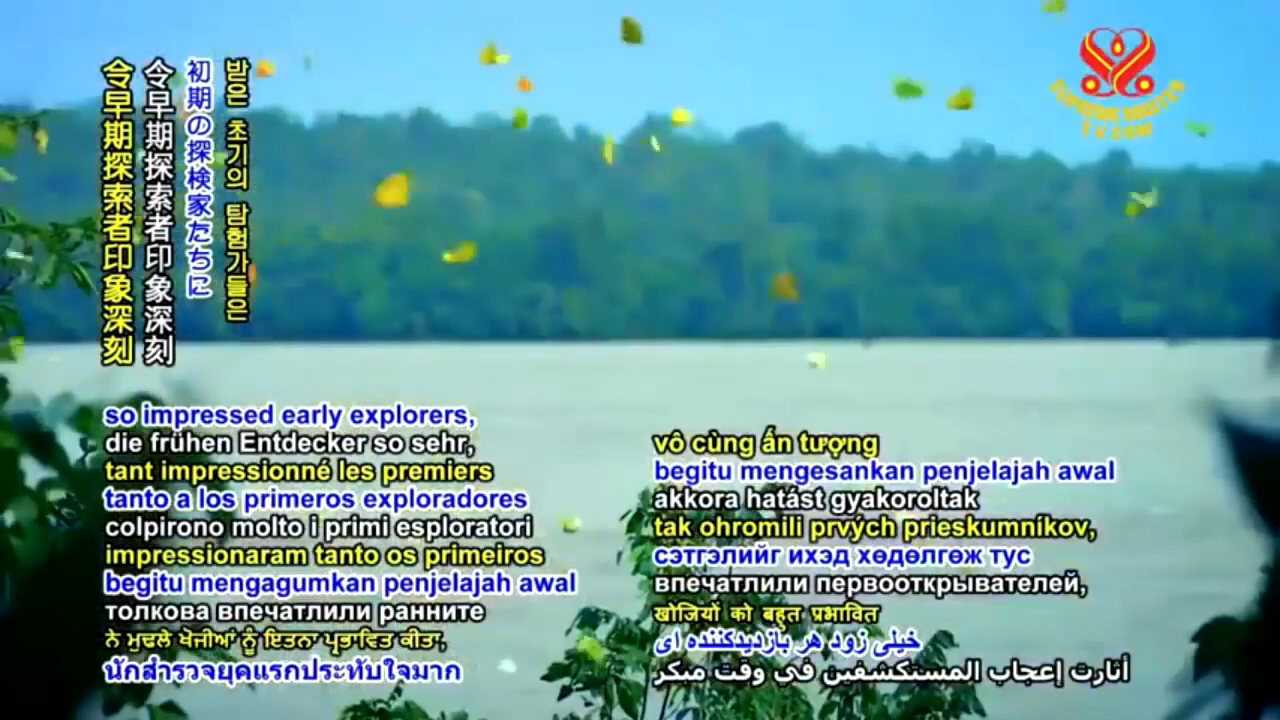 令早期探索者印象深刻
令早期探索者印象深刻
初期の探検家たちに
받은 초기의 탐험가들은
SUPREME MASTER
TV.COM
so impressed early explorers,
die frühen Entdecker so sehr,
tant impressionné les premiers
tanto a los primeros exploradores
colpirono molto i primi esploratori
impressionaram tanto os primeiros
begitu mengagumkan penjelajah awal
толкова впечатлили ранните
ਨੇ ਮੁਢਲੇ ਖੋਜੀਆਂ ਨੂੰ ਇਤਨਾ ਪ੍ਰਭਾਵਿਤ ਕੀਤਾ,
นักสำรวจยุคแรกประทับใจมาก
vô cùng ấn tượng
begitu mengesankan penjelajah awal
akkora hatást gyakoroltak
tak ohromili prvých prieskumníkov,
сэтгэлийг ихэд хөдөлгөж тус
впечатлили первооткрывателей,
खोजियों को बहुत प्रभावित
خیلی زود هر بازدیدکننده ای
أثارت إعجاب المستكشفين في وقت مبكر